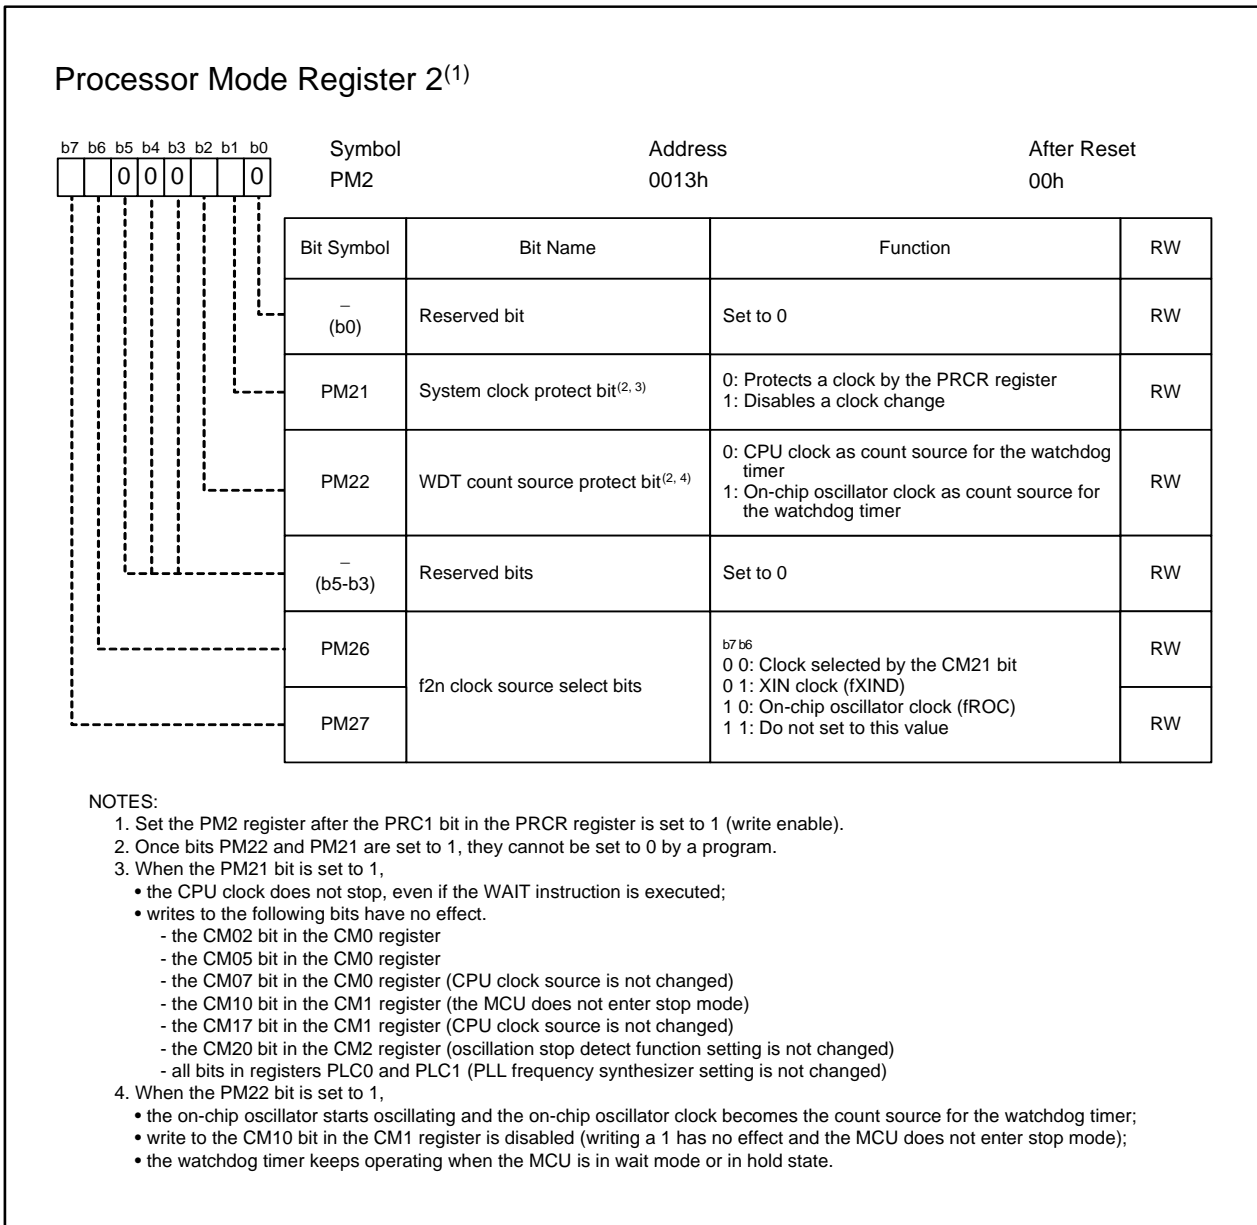 Processor Mode Register 2(1)
b7 b6 b5 b4 b3 b2 b1 b0
0 0 0 0
Symbol Address After Reset
PM2 0013h 00h
Bit Symbol Bit Name Function RW
–
(b0) Reserved bit Set to 0 RW
PM21 System clock protect bit(2, 3) 0: Protects a clock by the PRCR register
1: Disables a clock change RW
PM22 WDT count source protect bit(2, 4) 0: CPU clock as count source for the watchdog
timer
1: On-chip oscillator clock as count source for
the watchdog timer RW
–
(b5-b3) Reserved bits Set to 0 RW
PM26 RW
f2n clock source select bits
b7 b6
0 0: Clock selected by the CM21 bit
0 1: XIN clock (fXIND)
1 0: On-chip oscillator clock (fROC)
1 1: Do not set to this value
PM27 RW
NOTES:
1. Set the PM2 register after the PRC1 bit in the PRCR register is set to 1 (write enable).
2. Once bits PM22 and PM21 are set to 1, they cannot be set to 0 by a program.
3. When the PM21 bit is set to 1,
• the CPU clock does not stop, even if the WAIT instruction is executed;
• writes to the following bits have no effect.
- the CM02 bit in the CM0 register
- the CM05 bit in the CM0 register
- the CM07 bit in the CM0 register (CPU clock source is not changed)
- the CM10 bit in the CM1 register (the MCU does not enter stop mode)
- the CM17 bit in the CM1 register (CPU clock source is not changed)
- the CM20 bit in the CM2 register (oscillation stop detect function setting is not changed)
- all bits in registers PLC0 and PLC1 (PLL frequency synthesizer setting is not changed)
4. When the PM22 bit is set to 1,
• the on-chip oscillator starts oscillating and the on-chip oscillator clock becomes the count source for the watchdog timer;
• write to the CM10 bit in the CM1 register is disabled (writing a 1 has no effect and the MCU does not enter stop mode);
• the watchdog timer keeps operating when the MCU is in wait mode or in hold state.